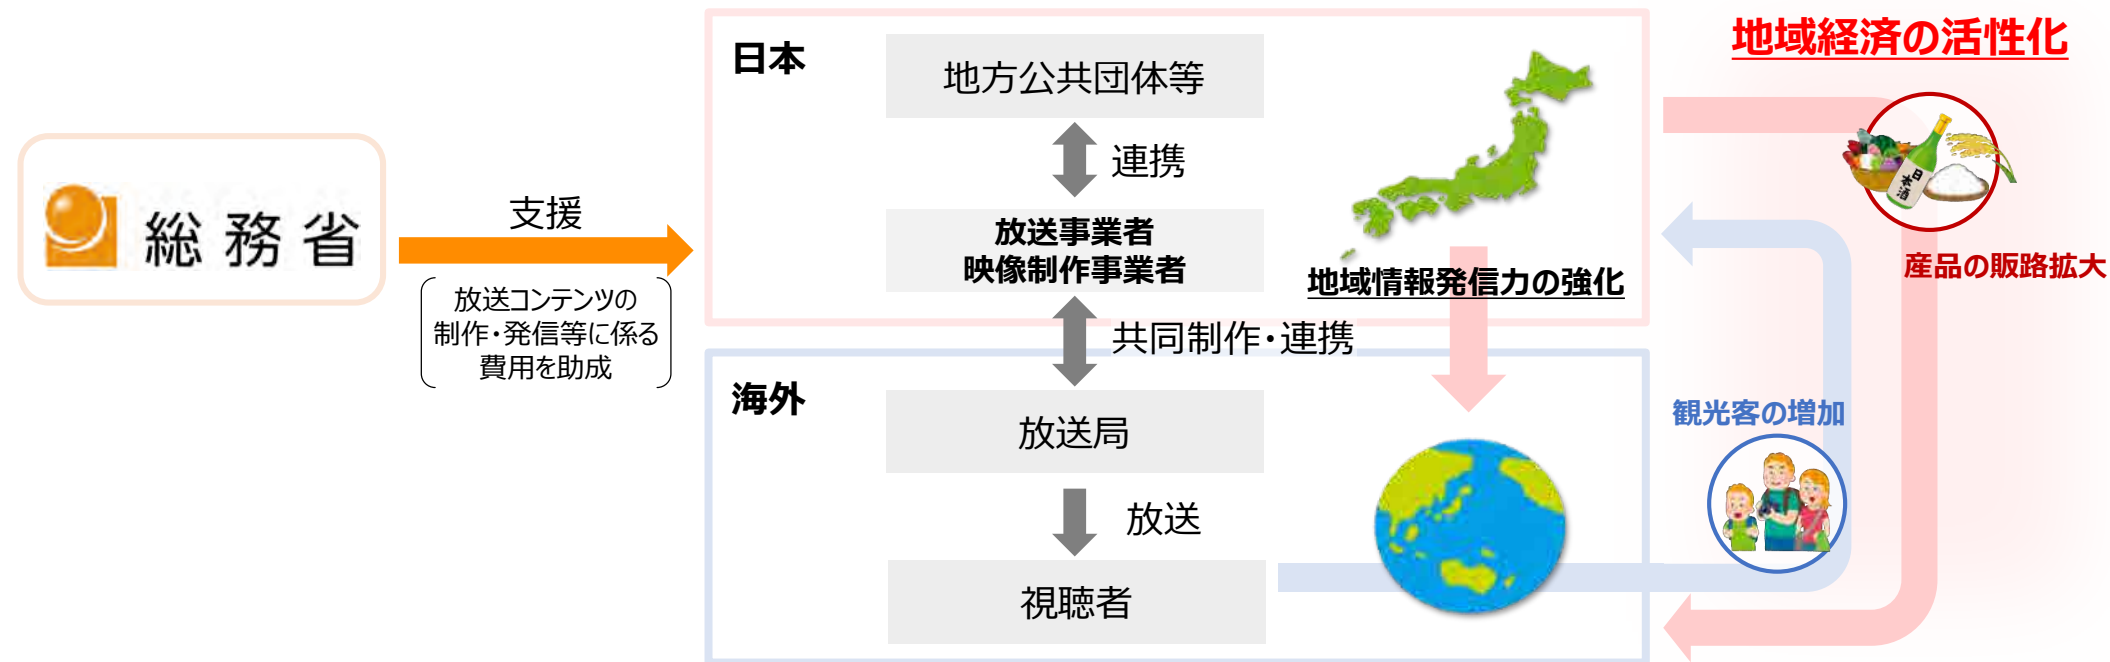 総務省
支援
放送コンテンツの
制作・発信等に係る
費用を助成
日本
地方公共団体等
連携
放送事業者
映像制作事業者
地域情報発信力の強化
共同制作・連携
海外
放送局
放送
視聴者
地域経済の活性化
日本酒
産品の販路拡大
観光客の増加